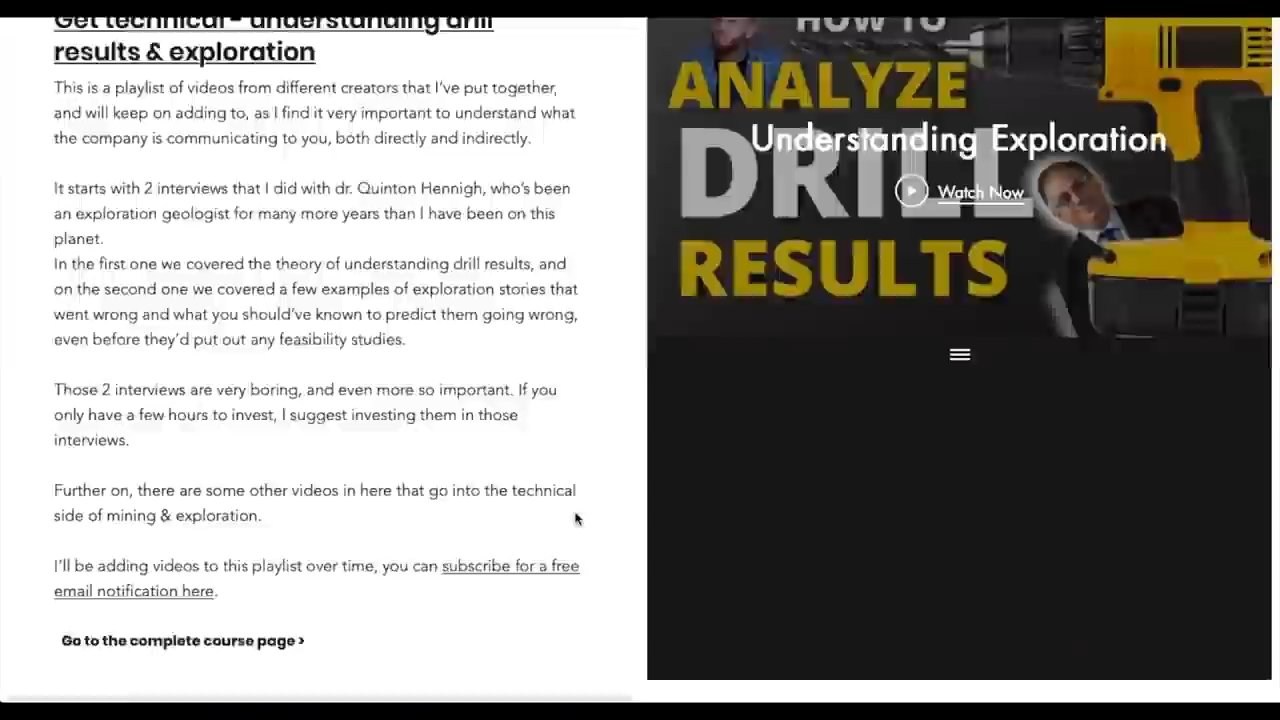 Get technical - understanding drill
results & exploration
This is a playlist of videos from different creators that I've put together,
and will keep on adding to, as I find it very important to understand what
the company is communicating to you, both directly and indirectly.
It starts with 2 interviews that I did with dr. Quinton Hennigh, who's been
an exploration geologist for many more years than I have been on this
planet.
In the first one we covered the theory of understanding drill results, and
on the second one we covered a few examples of exploration stories that
went wrong and what you should've known to predict them going wrong,
even before they'd put out any feasibility studies.
Those 2 interviews are very boring, and even more so important. If you
only have a few hours to invest, I suggest investing them in those
interviews.
Further on, there are some other videos in here that go into the technical
side of mining & exploration.
I'll be adding videos to this playlist over time, you can subscribe for a free
email notification here.
Go to the complete course page >
HOW TO
ANALYZE
DRILL
RESULTS
Understanding Exploration
Watch Now